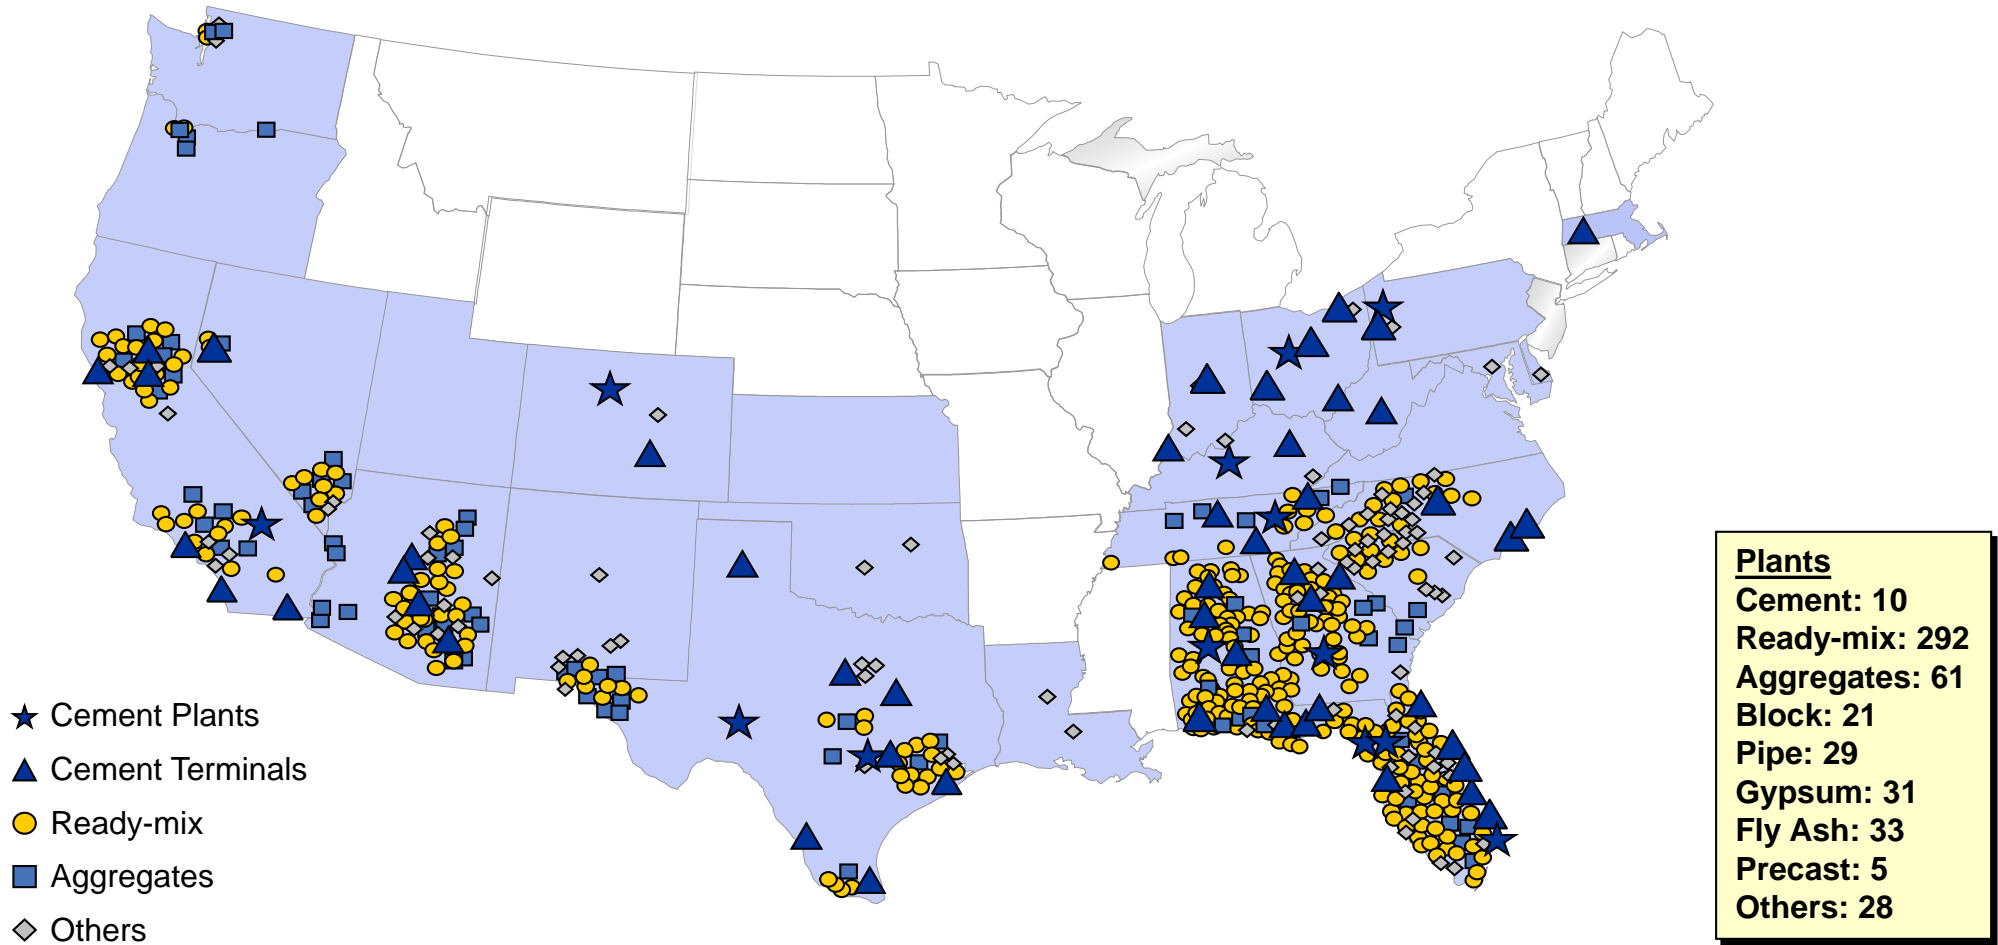 Cement Plants
Cement Terminals
Ready-mix
Aggregates
Others
Plants
Cement: 10
Ready-mix: 292
Aggregates: 61
Block: 21
Pipe: 29
Gypsum: 31
Fly Ash: 33
Precast: 5
Others: 28